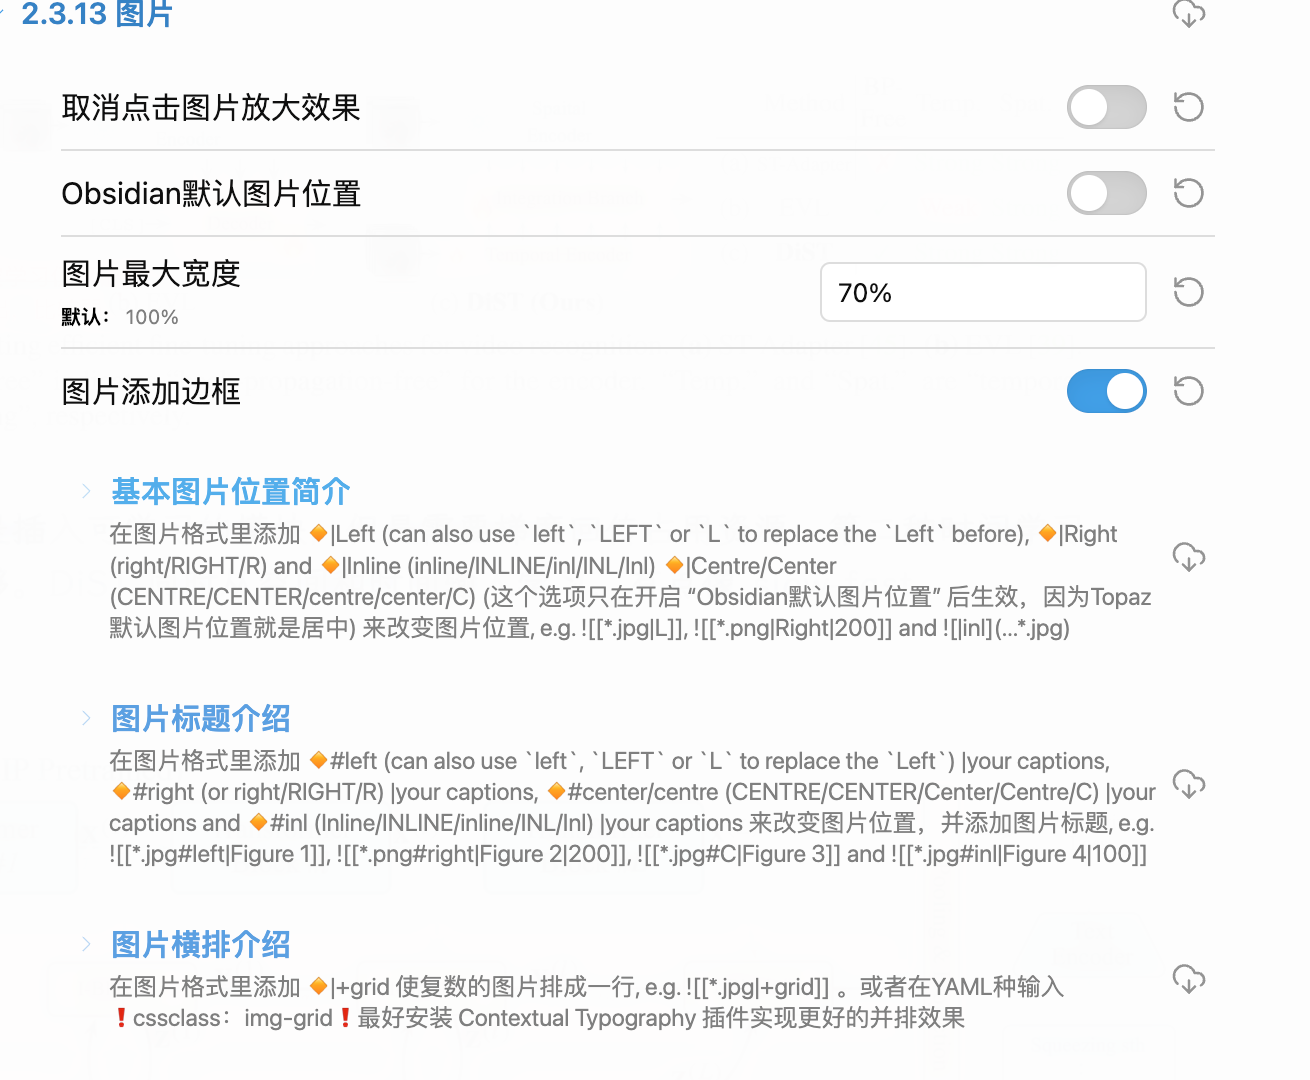 2.3.13 图片
取消点击图片放大效果
Obsidian默认图片位置
图片最大宽度
默认： 100%
70%
图片添加边框
基本图片位置简介
在图片格式里添加 🔸|Left (can also use `left`, `LEFT` or `L` to replace the `Left` before), 🔸|Right
(right/RIGHT/R) and 🔸|Inline (inline/INLINE/inl/INL/Inl) 🔸|Centre/Center
(CENTRE/CENTER/centre/center/C) (这个选项只在开启 “Obsidian默认图片位置” 后生效，因为Topaz
默认图片位置就是居中) 来改变图片位置, e.g. ![[*.jpg|L]], ![[*.png|Right|200]] and ![|inl](...*.jpg)
图片标题介绍
在图片格式里添加 🔸#left (can also use `left`, `LEFT` or `L` to replace the `Left`) |your captions,
🔸#right (or right/RIGHT/R) |your captions, 🔸#center/centre (CENTRE/CENTER/Center/Centre/C) |your
captions and 🔸#inl (Inline/INLINE/inline/INL/Inl) |your captions 来改变图片位置，并添加图片标题, e.g.
![[*.jpg#left|Figure 1]], ![[*.png#right|Figure 2|200]], ![[*.jpg#C|Figure 3]] and ![[*.jpg#inl|Figure 4|100]]
图片横排介绍
在图片格式里添加 🔸|+grid 使复数的图片排成一行, e.g. ![[*.jpg|+grid]] 。或者在YAML种输入
❗cssclass：img-grid❗最好安装 Contextual Typography 插件实现更好的并排效果